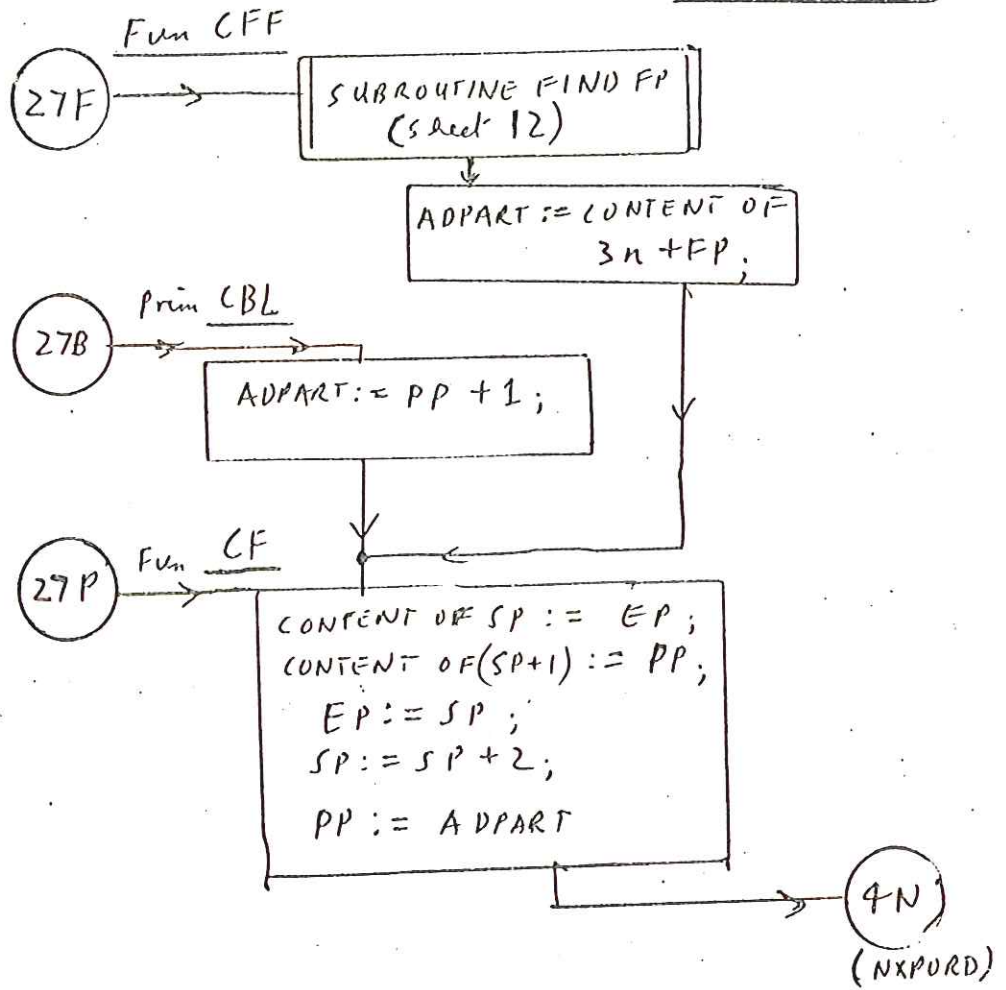 Fun CFF
27F
SUBROUTINE FIND FP
(sheet 12)
ADPART := CONTENT OF
3n + FP;
Prim CBL
27B
ADPART := PP + 1;
Fun CF
27P
CONTENT OF SP := EP;
CONTENT OF (SP+1) := PP;
EP := SP;
SP := SP + 2;
PP := ADPART
4N
(NXPORD)